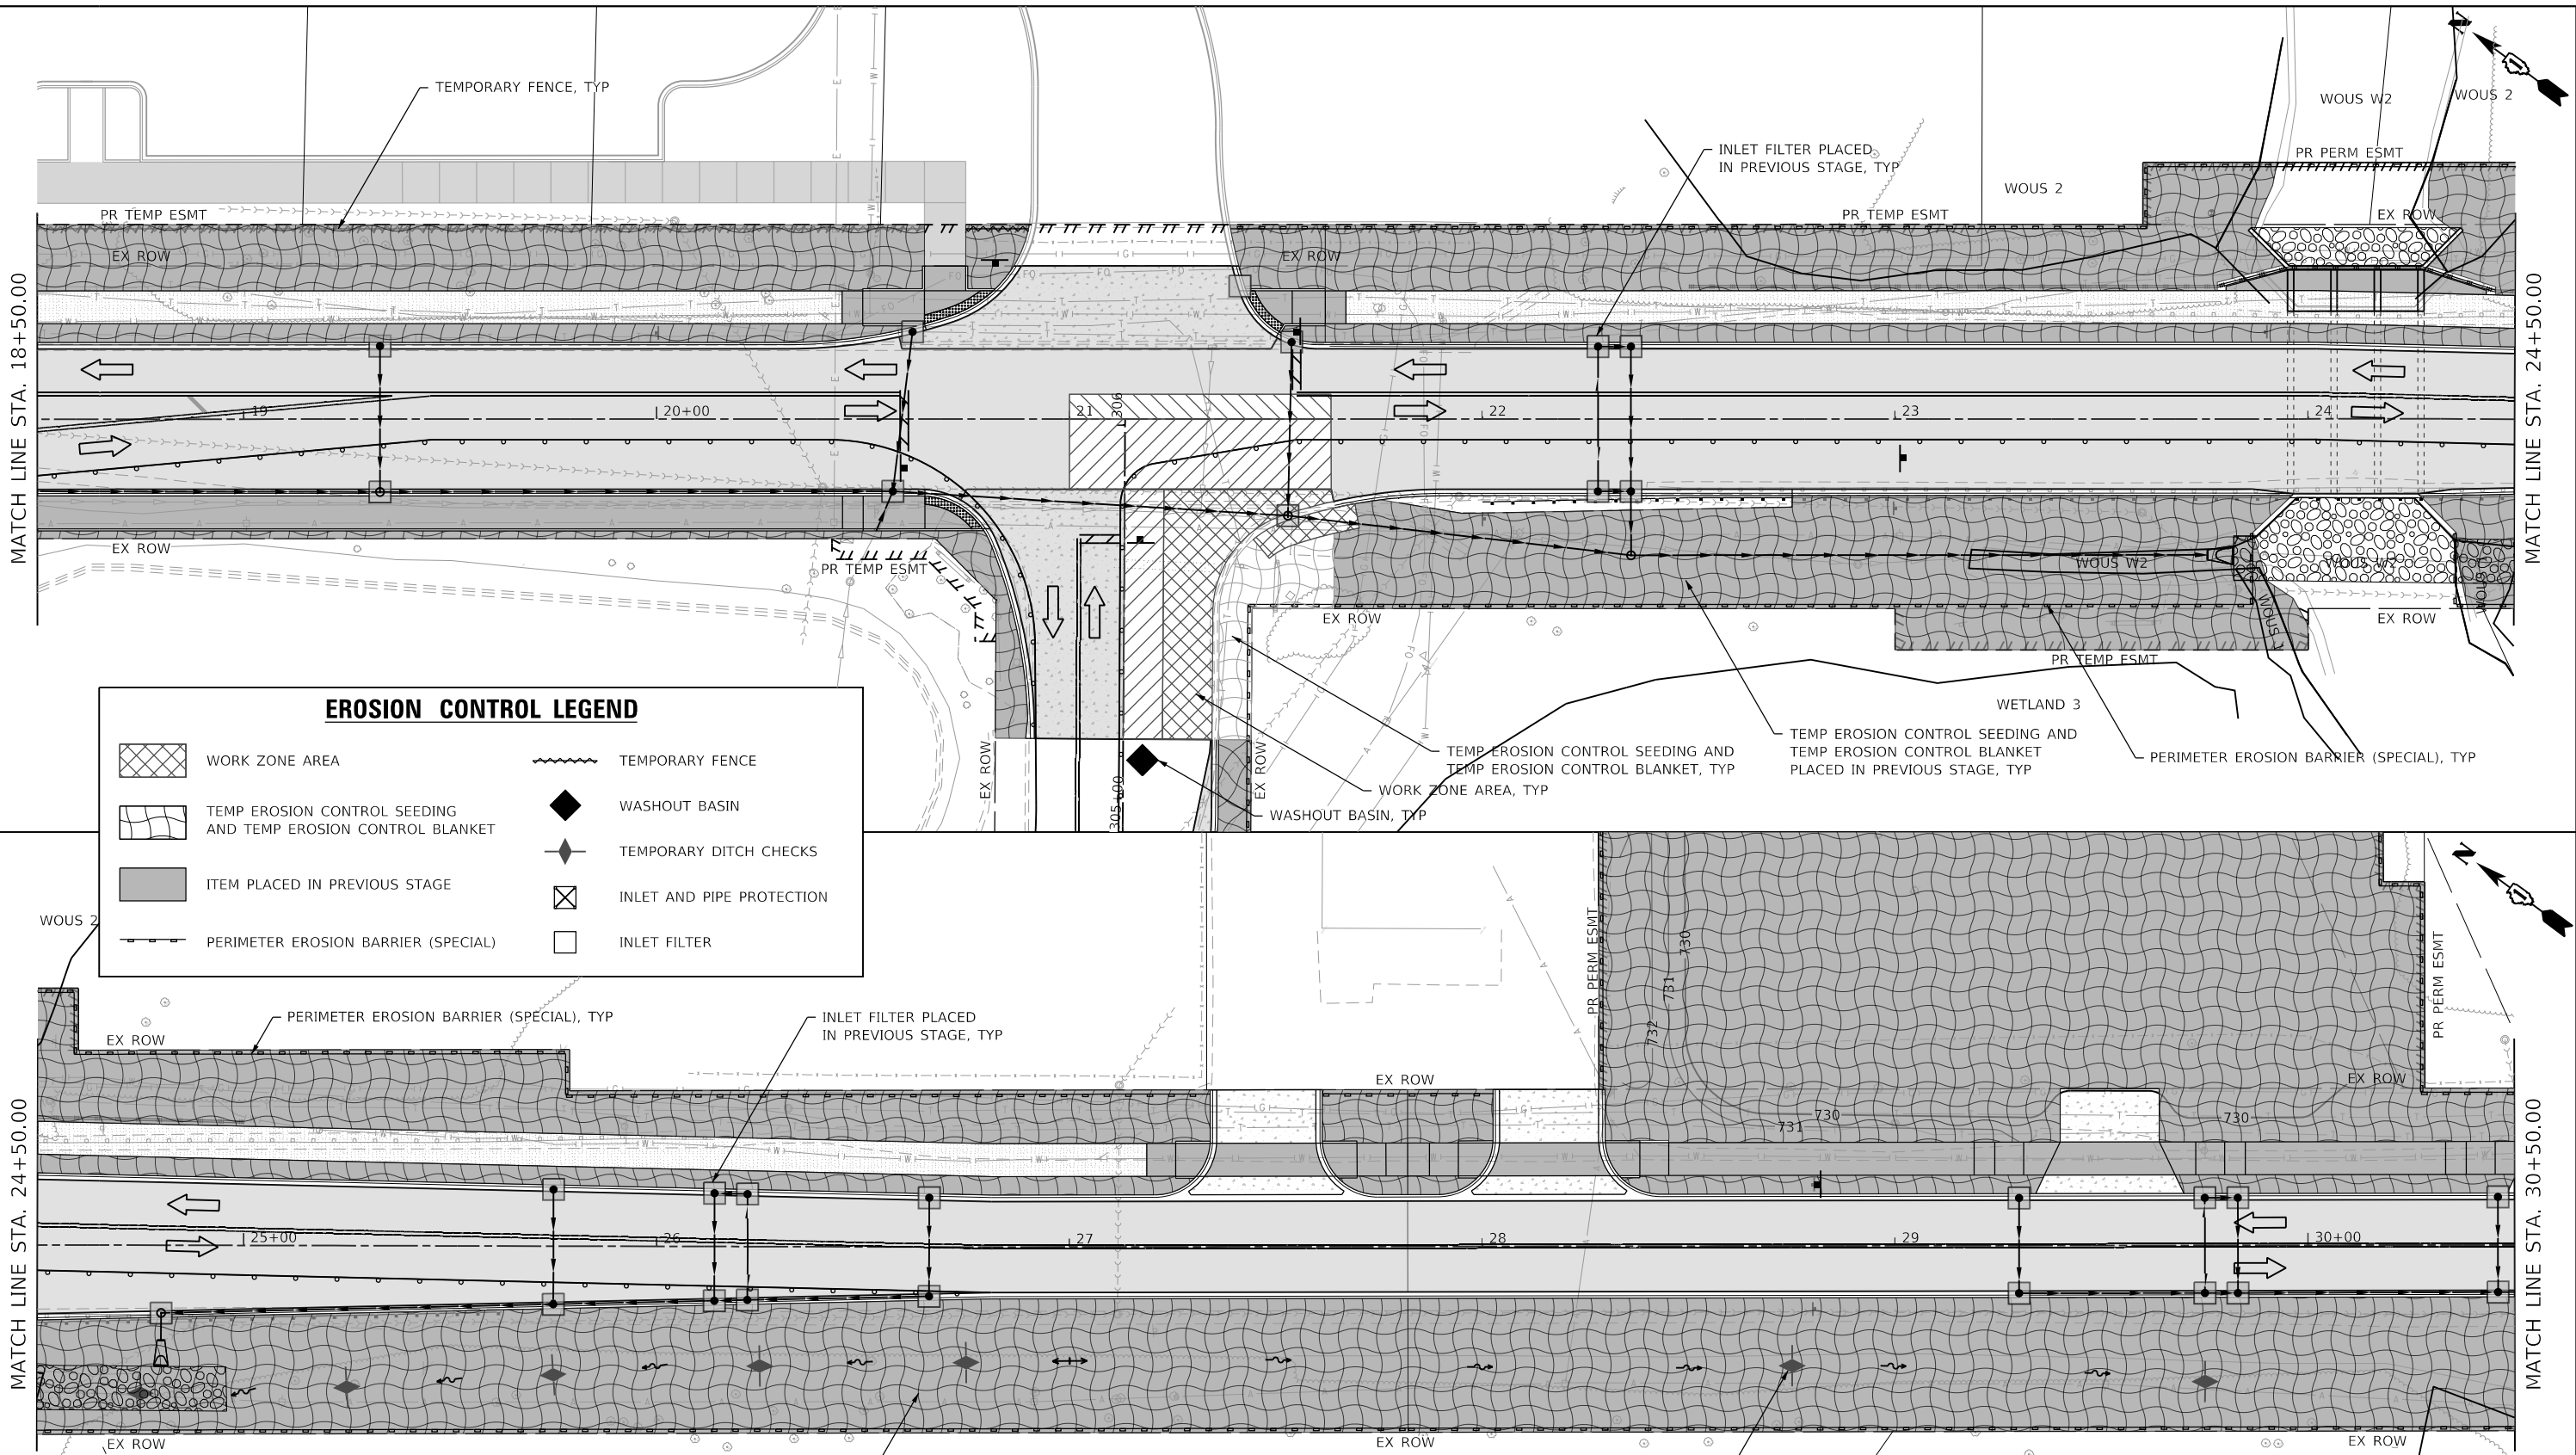 TEMPORARY FENCE, TYP
PR TEMP ESMT
EX ROW
MATCH LINE STA. 18+50.00
19
20+00
21
306
22
23
24
EX ROW
INLET FILTER PLACED
IN PREVIOUS STAGE, TYP
WOUS 2
PR TEMP ESMT
WOUS W2
WOUS 2
N
PR PERM ESMT
EX ROW
MATCH LINE STA. 24+50.00
EX ROW
PR TEMP ESMT
EX ROW
WOUS W2
WOUS W2
WOUS 1
WOUS
EX ROW
PR TEMP ESMT
WETLAND 3
EX ROW
EX ROW
305+00
TEMP EROSION CONTROL SEEDING AND
TEMP EROSION CONTROL BLANKET, TYP
TEMP EROSION CONTROL SEEDING AND
TEMP EROSION CONTROL BLANKET
PLACED IN PREVIOUS STAGE, TYP
PERIMETER EROSION BARRIER (SPECIAL), TYP
WORK ZONE AREA, TYP
WASHOUT BASIN, TYP
EROSION CONTROL LEGEND
WORK ZONE AREA
TEMP EROSION CONTROL SEEDING
AND TEMP EROSION CONTROL BLANKET
ITEM PLACED IN PREVIOUS STAGE
PERIMETER EROSION BARRIER (SPECIAL)
TEMPORARY FENCE
WASHOUT BASIN
TEMPORARY DITCH CHECKS
INLET AND PIPE PROTECTION
INLET FILTER
WOUS 2
EX ROW
PERIMETER EROSION BARRIER (SPECIAL), TYP
INLET FILTER PLACED
IN PREVIOUS STAGE, TYP
EX ROW
PR PERM ESMT
730
731
732
730
731
730
EX ROW
PR PERM ESMT
N
MATCH LINE STA. 24+50.00
25+00
26
27
28
29
30+00
MATCH LINE STA. 30+50.00
EX ROW
EX ROW
EX ROW